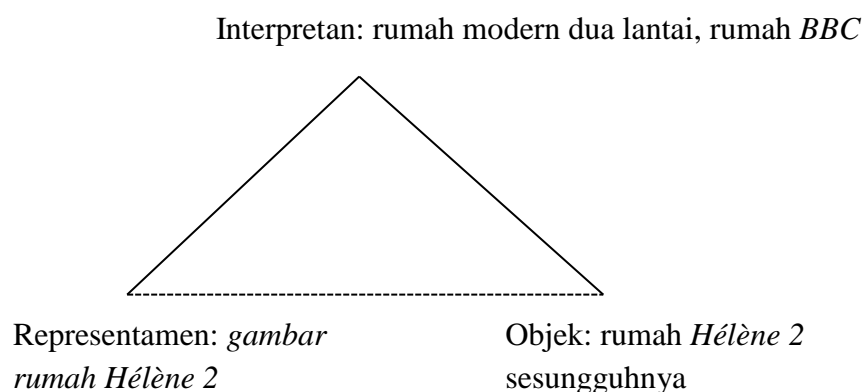 Interpretan: rumah modern dua lantai, rumah BBC
Representamen: gambar
rumah Hélène 2
Objek: rumah Hélène 2
sesungguhnya